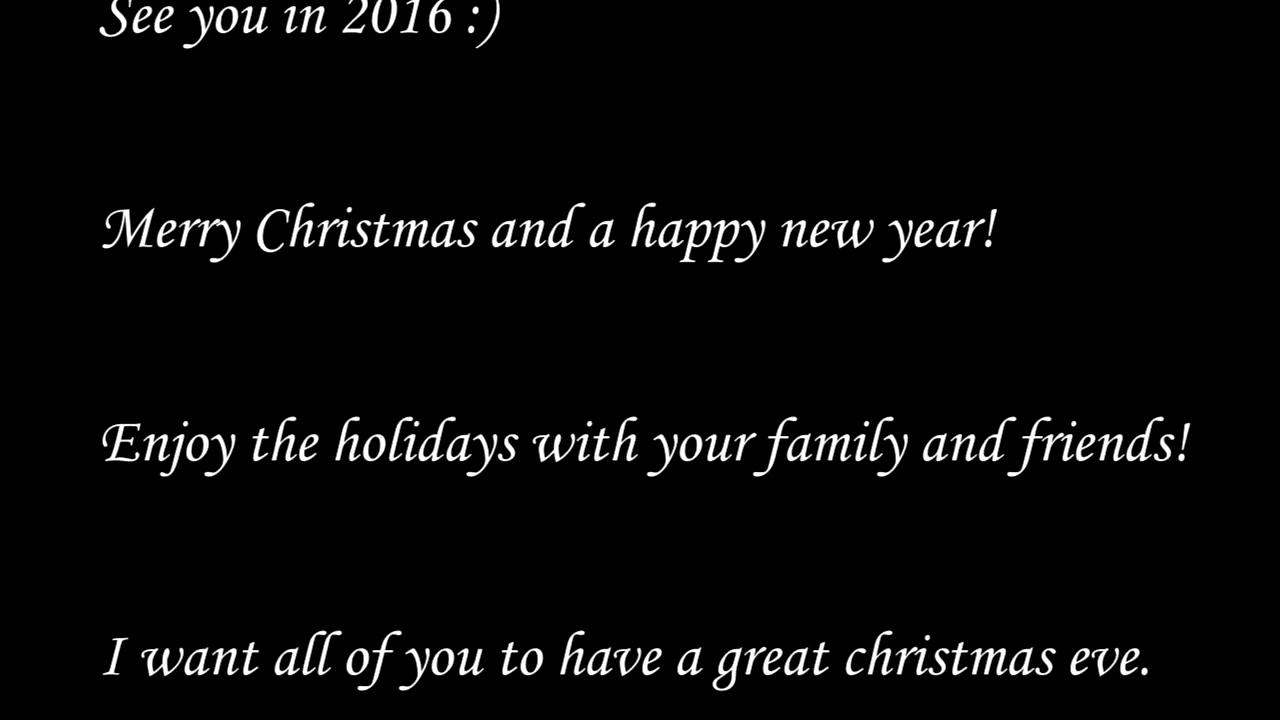 See you in 2016 :)
Merry Christmas and a happy new year!
Enjoy the holidays with your family and friends!
I want all of you to have a great christmas eve.